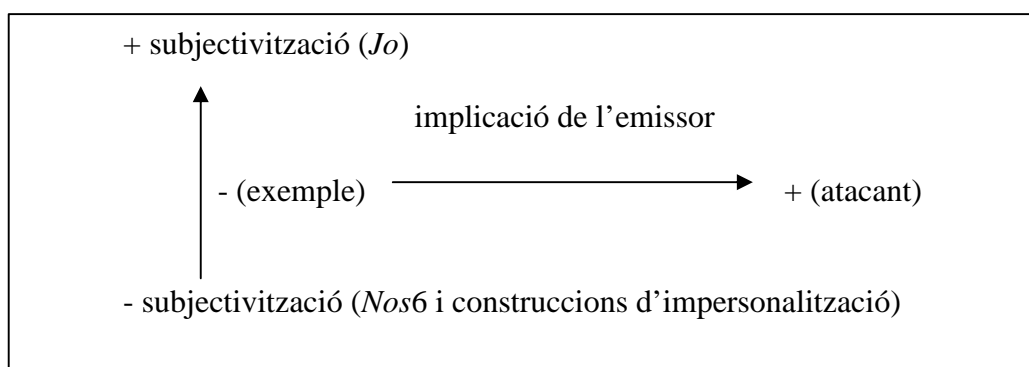 + subjectivització (Jo)
implicació de l’emissor
- (exemple) + (atacant)
- subjectivització (Nos6 i construccions d’impersonalització)